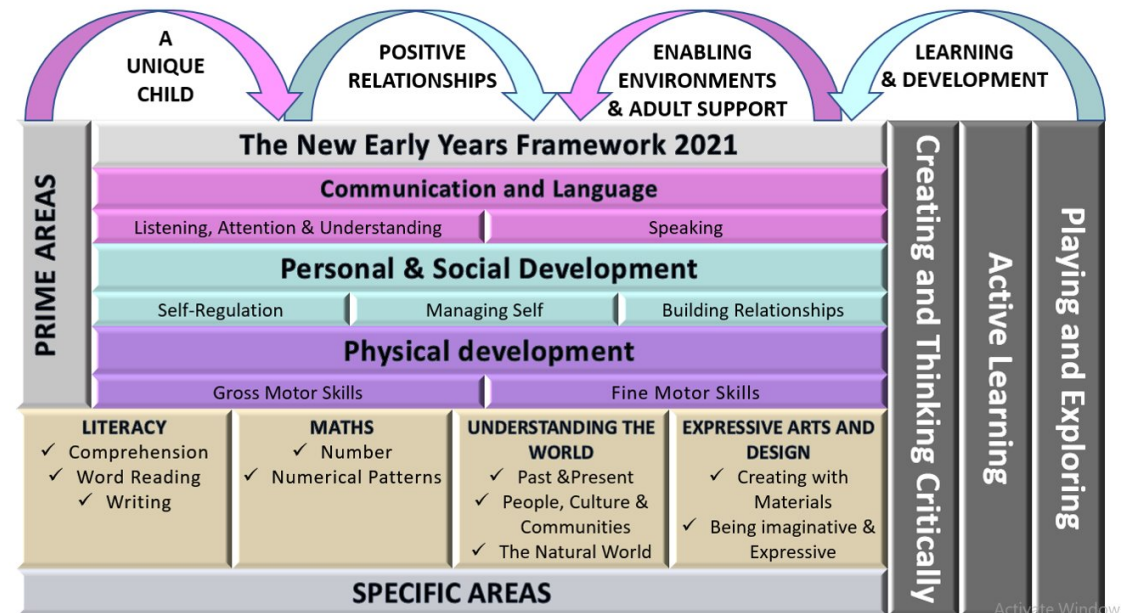 A
UNIQUE
CHILD
POSITIVE
RELATIONSHIPS
ENABLING
ENVIRONMENTS
& ADULT SUPPORT
LEARNING
& DEVELOPMENT
PRIME AREAS
The New Early Years Framework 2021
Communication and Language
Listening, Attention & Understanding
Speaking
Personal & Social Development
Self-Regulation
Managing Self
Building Relationships
Physical development
Gross Motor Skills
Fine Motor Skills
LITERACY
✓ Comprehension
✓ Word Reading
✓ Writing
MATHS
✓ Number
✓ Numerical Patterns
UNDERSTANDING THE
WORLD
✓ Past &Present
✓ People, Culture &
Communities
✓ The Natural World
EXPRESSIVE ARTS AND
DESIGN
✓ Creating with
Materials
✓ Being imaginative &
Expressive
SPECIFIC AREAS
Creating and Thinking Critically
Active Learning
Playing and Exploring
Activate Window